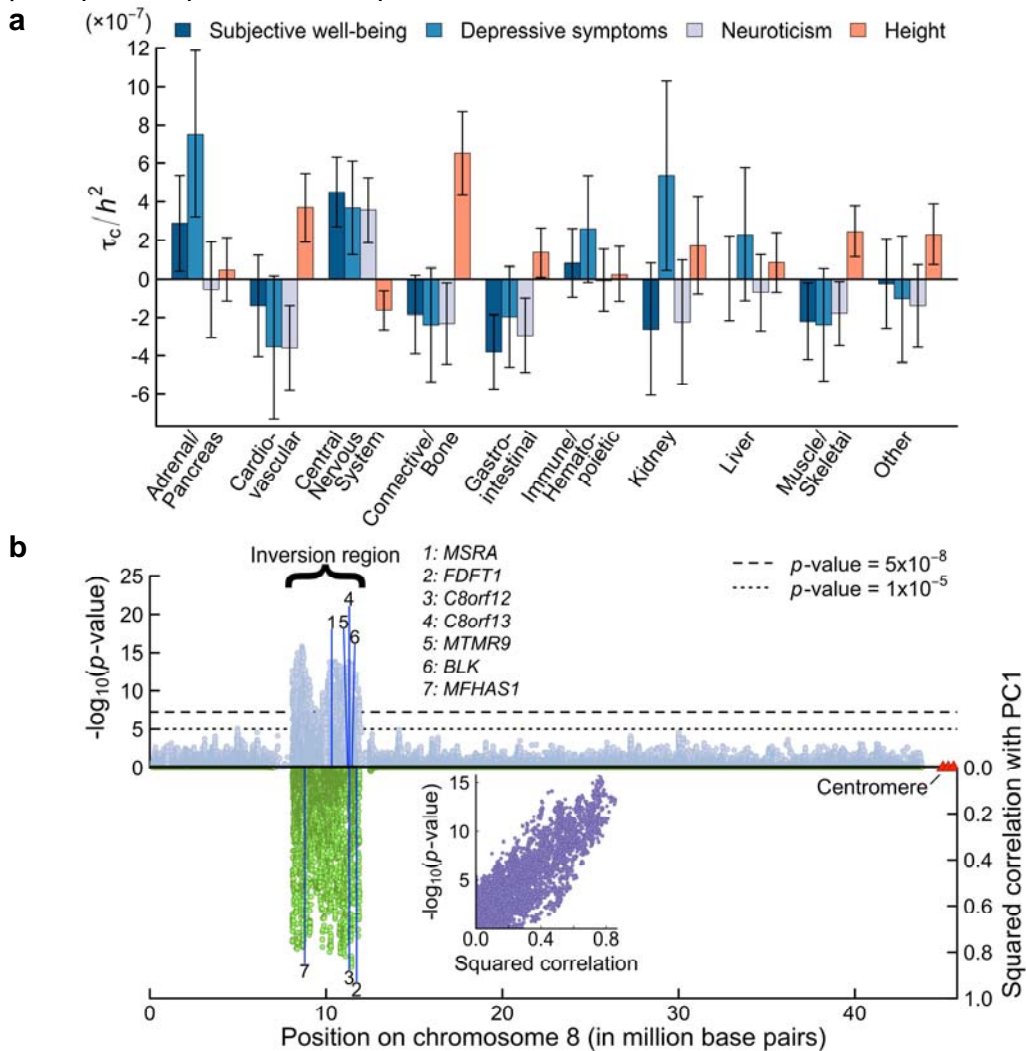 a
(×10⁻⁷)
Subjective well-being Depressive symptoms Neuroticism Height
12
10
8
6
4
2
0
-2
-4
-6
τc/h²
Adrenal/
Pancreas
Cardio-
vascular
Central
Nervous
System
Connective/
Bone
Gastro-
intestinal
Immune/
Hemato-
poietic
Kidney
Liver
Muscle/
Skeletal
Other
b
Inversion region
1: MSRA
2: FDFT1
3: C8orf12
4: C8orf13
5: MTMR9
6: BLK
7: MFHAS1
p-value = 5x10⁻⁸
p-value = 1x10⁻⁵
25
20
15
10
5
0
-log₁₀(p-value)
4
1 5
6
7
3
2
15
10
5
-log₁₀(p-value)
0.0 0.4 0.8
Squared correlation
Centromere
0.0
0.2
0.4
0.6
0.8
1.0
Squared correlation with PC1
0 10 20 30 40
Position on chromosome 8 (in million base pairs)